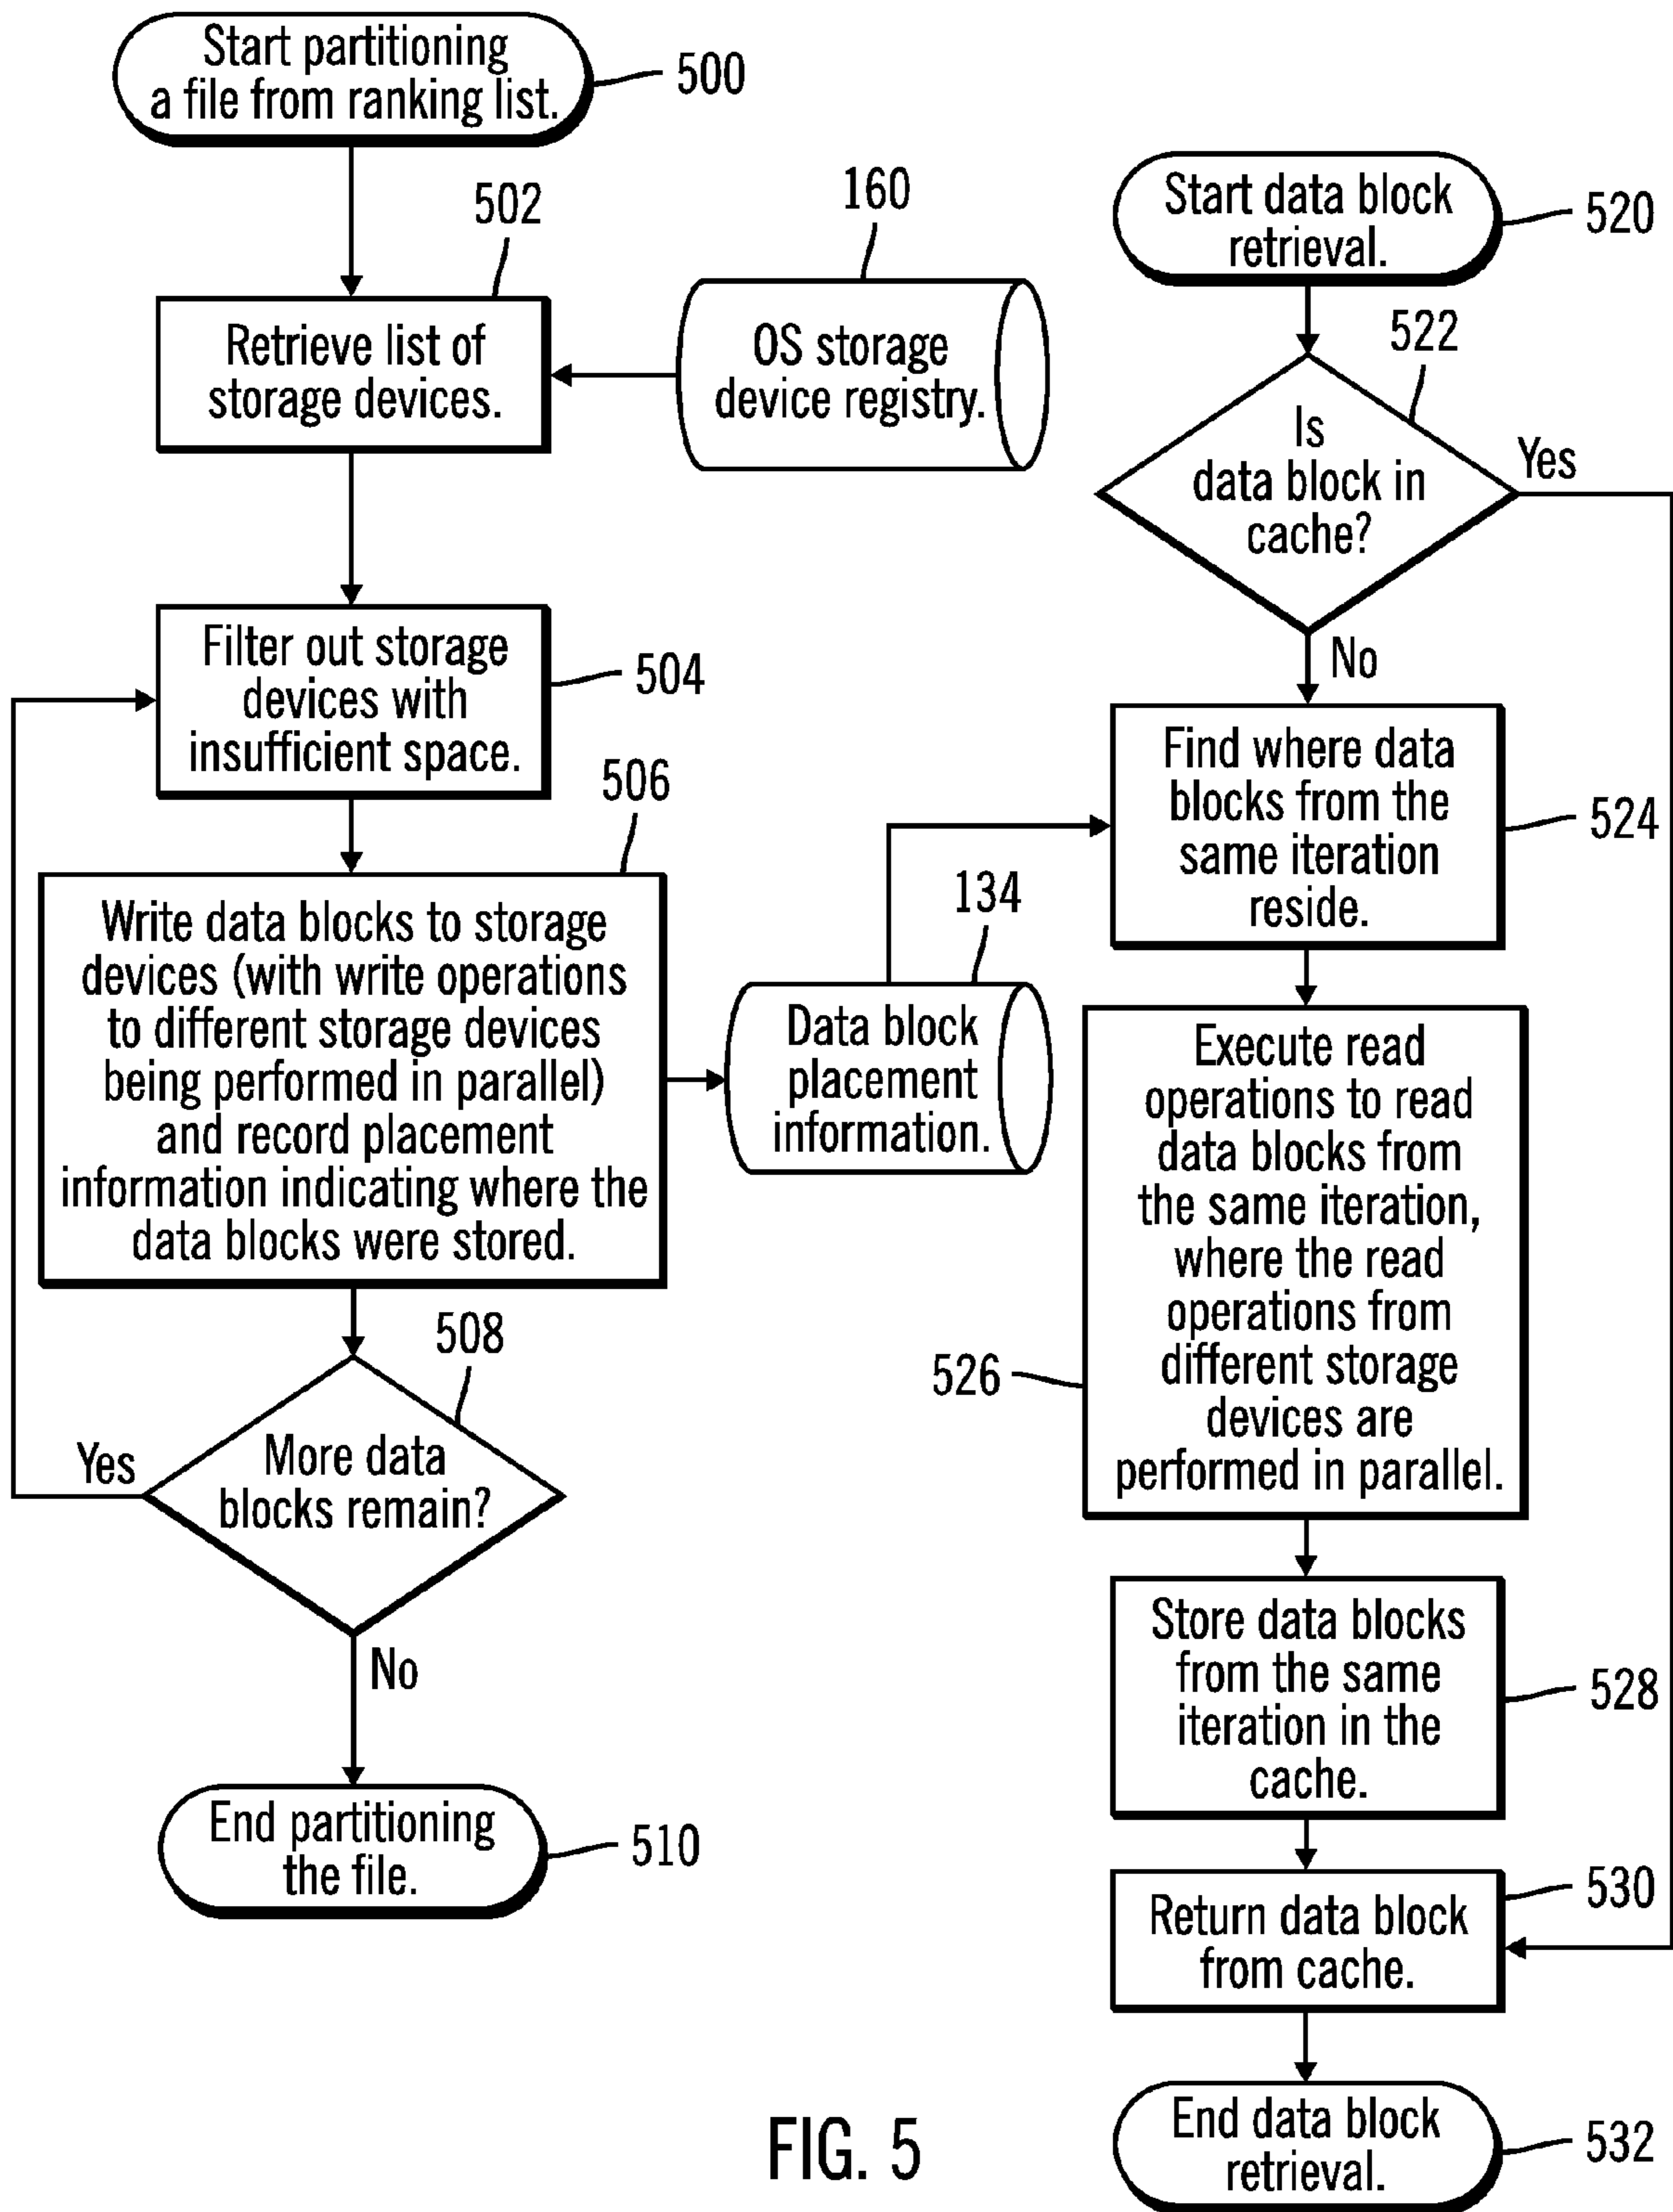 Start partitioning
a file from ranking list.
500
502
Retrieve list of
storage devices.
160
OS storage
device registry.
Filter out storage
devices with
insufficient space.
504
506
Write data blocks to storage
devices (with write operations
to different storage devices
being performed in parallel)
and record placement
information indicating where the
data blocks were stored.
134
Data block
placement
information.
508
More data
blocks remain?
Yes
No
End partitioning
the file.
510
Start data block
retrieval.
520
522
Is
data block in
cache?
Yes
No
Find where data
blocks from the
same iteration
reside.
524
Execute read
operations to read
data blocks from
the same iteration,
where the read
operations from
different storage
devices are
performed in parallel.
526
Store data blocks
from the same
iteration in the
cache.
528
Return data block
from cache.
530
End data block
retrieval.
532
FIG. 5